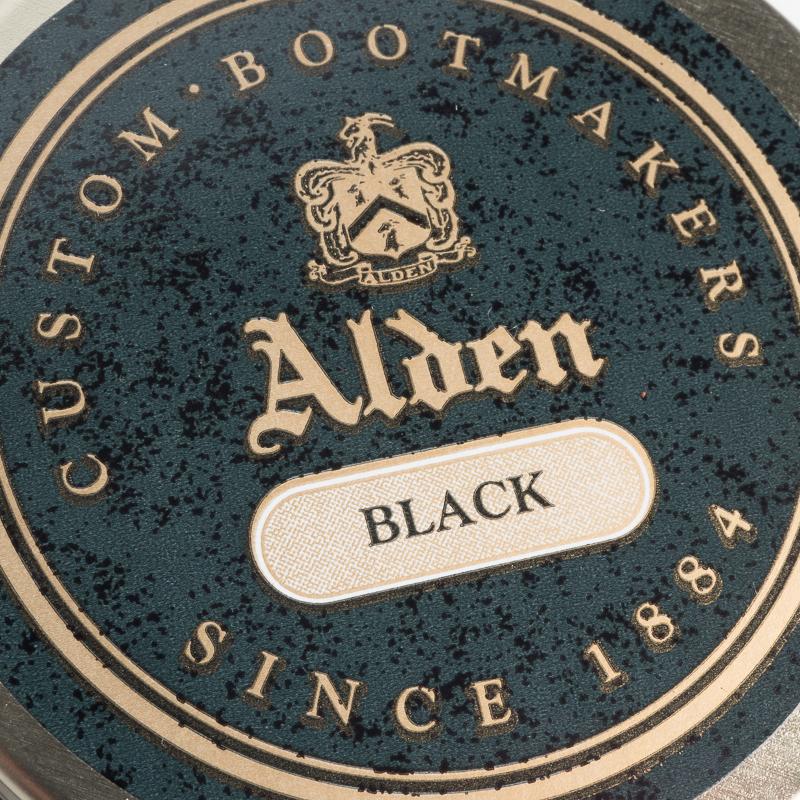 CUSTOM · BOOTMAKERS
ALDEN
Alden
BLACK
SINCE 1884